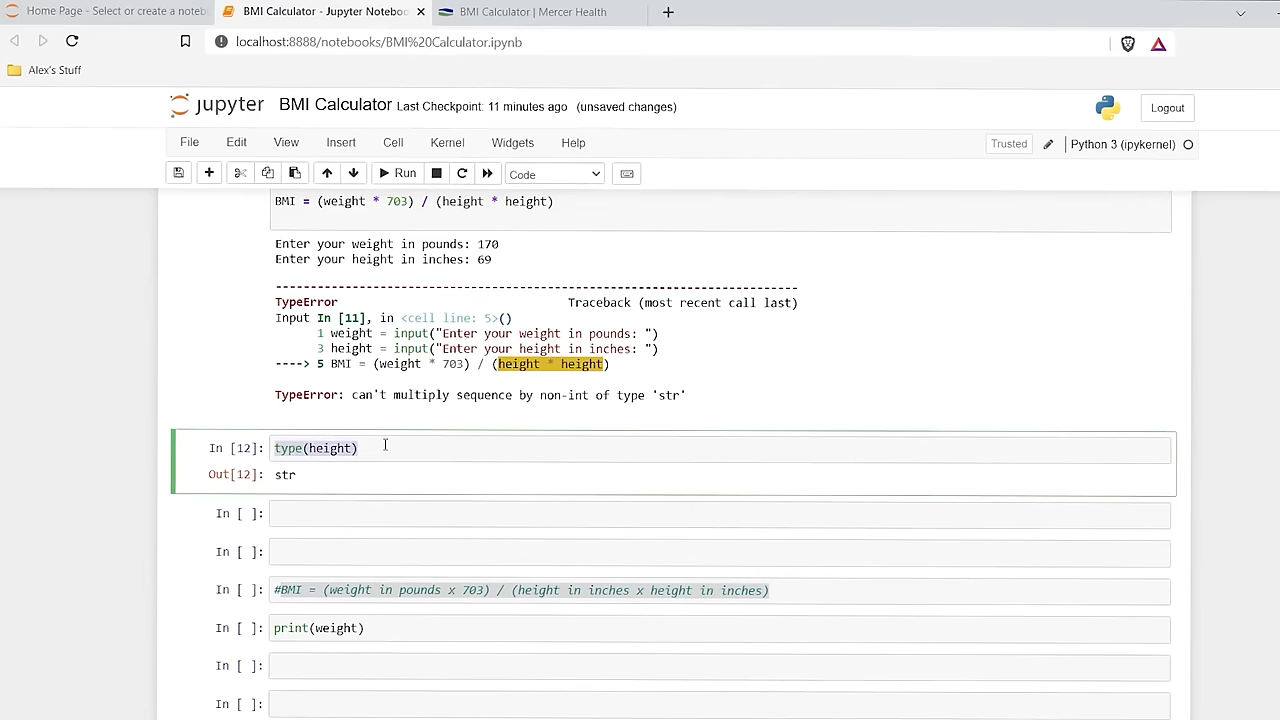 Home Page - Select or create a noteb
BMI Calculator - Jupyter Noteboo
BMI Calculator | Mercer Health
localhost:8888/notebooks/BMI%20Calculator.ipynb
Alex's Stuff
jupyter BMI Calculator Last Checkpoint: 11 minutes ago (unsaved changes)
Logout
File Edit View Insert Cell Kernel Widgets Help
Trusted
Python 3 (ipykernel)
Run
Code
BMI = (weight * 703) / (height * height)
Enter your weight in pounds: 170
Enter your height in inches: 69
---------------------------------------------------------------------------
TypeError Traceback (most recent call last)
Input In [11], in <cell line: 5>()
1 weight = input("Enter your weight in pounds: ")
3 height = input("Enter your height in inches: ")
----> 5 BMI = (weight * 703) / (height * height)
TypeError: can't multiply sequence by non-int of type 'str'
In [12]: type(height)
Out[12]: str
In [ ]:
In [ ]:
In [ ]: #BMI = (weight in pounds x 703) / (height in inches x height in inches)
In [ ]: print(weight)
In [ ]:
In [ ]: